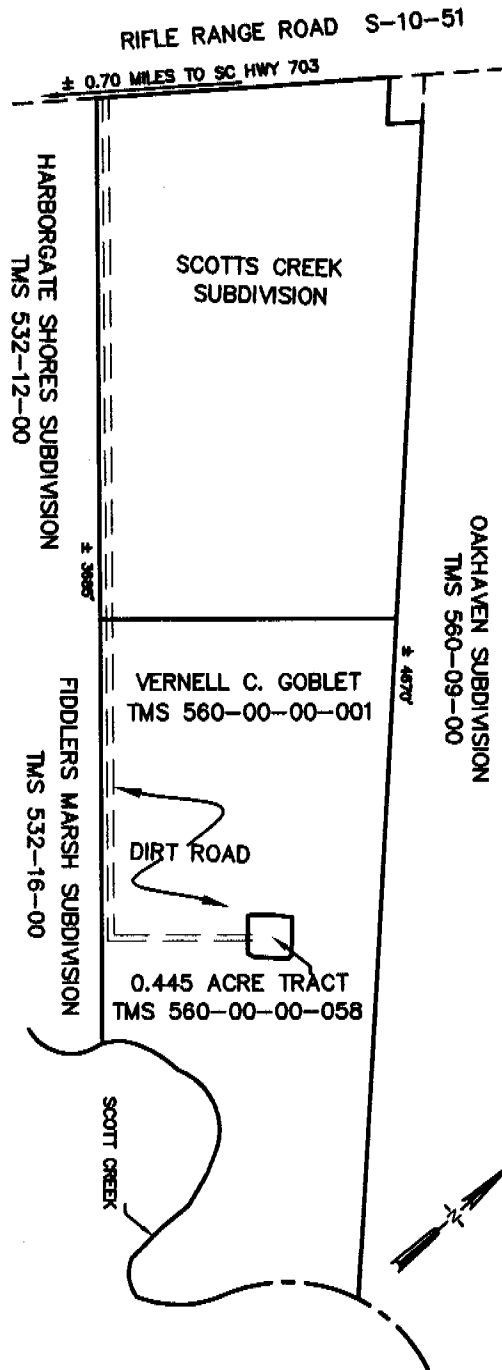 RIFLE RANGE ROAD S-10-51
± 0.70 MILES TO SC HWY 703
HARBORGATE SHORES SUBDIVISION
TMS 532-12-00
SCOTTS CREEK
SUBDIVISION
OAKHAVEN SUBDIVISION
TMS 560-09-00
± 3685'
± 4670'
VERNELL C. GOBLET
TMS 560-00-00-001
FIDDLERS MARSH SUBDIVISION
TMS 532-16-00
DIRT ROAD
0.445 ACRE TRACT
TMS 560-00-00-058
SCOTT CREEK
N